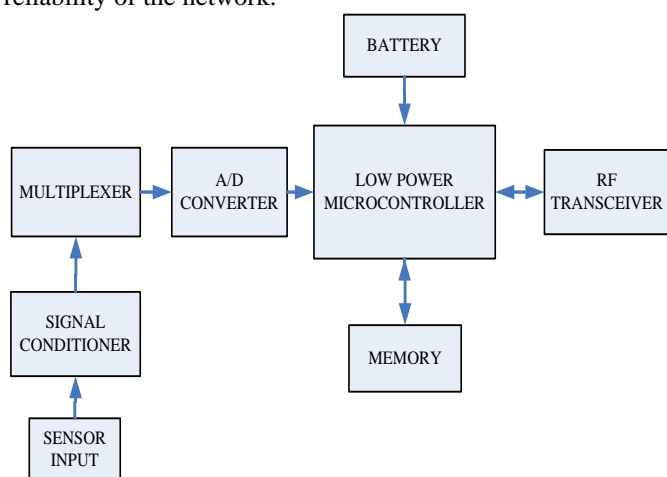 reliability of the network.
BATTERY
MULTIPLEXER
A/D
CONVERTER
LOW POWER
MICROCONTROLLER
RF
TRANSCEIVER
SIGNAL
CONDITIONER
MEMORY
SENSOR
INPUT